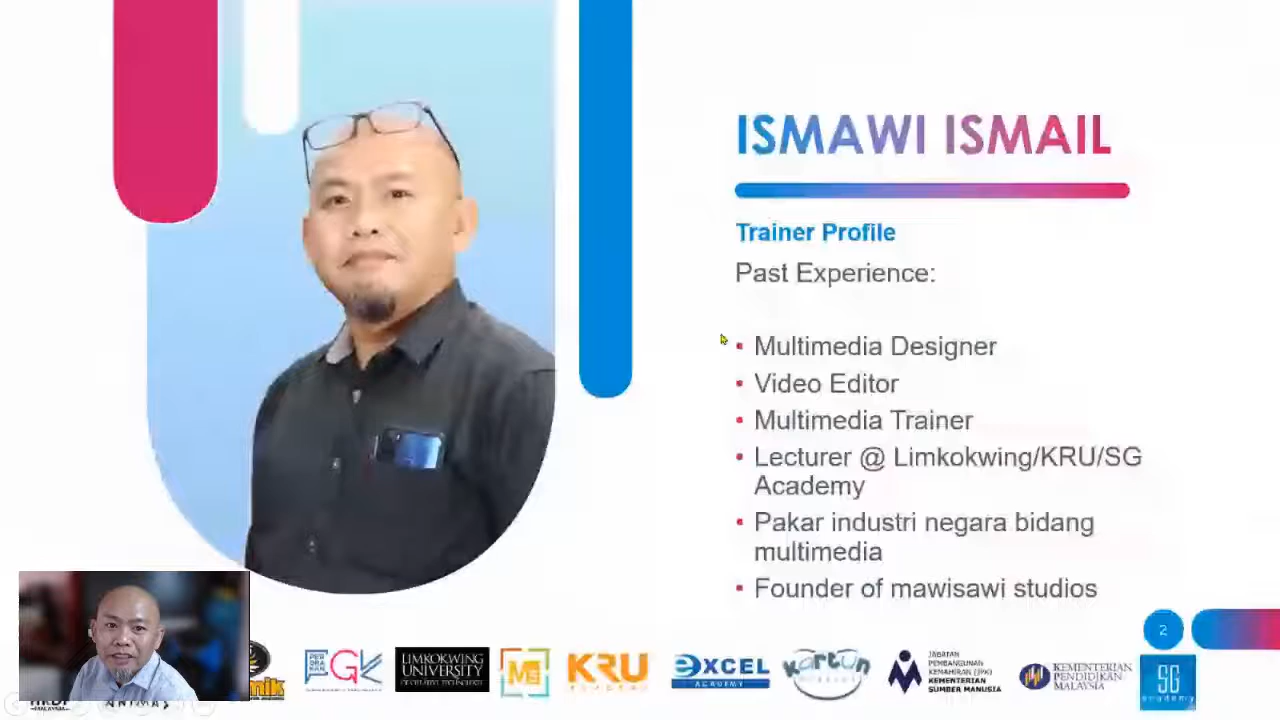 ISMAWI ISMAIL
Trainer Profile
Past Experience:
• Multimedia Designer
• Video Editor
• Multimedia Trainer
• Lecturer @ Limkokwing/KRU/SG
Academy
• Pakar industri negara bidang
multimedia
• Founder of mawisawi studios
2
LIMKOKWING
UNIVERSITY
KRU
EXCEL
ACADEMY
JABATAN
PEMBANGUNAN
KEMAHIRAN (JPK)
KEMENTERIAN
SUMBER MANUSIA
KEMENTERIAN
PENDIDIKAN
MALAYSIA
SG
academy